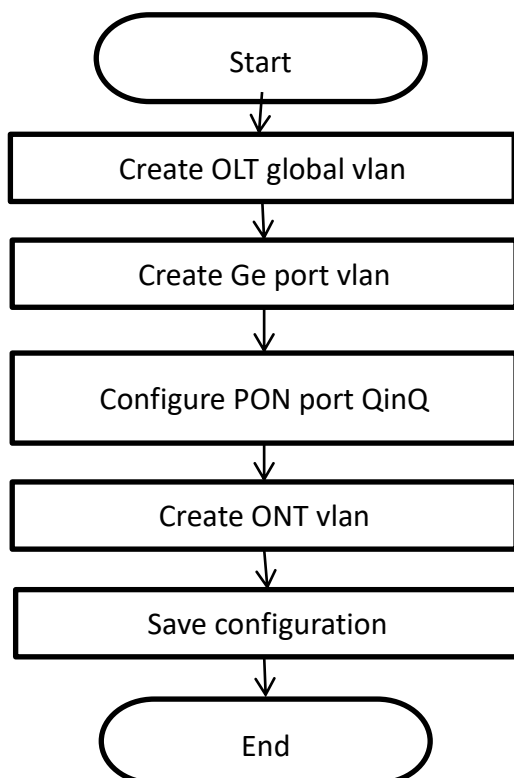 Start
Create OLT global vlan
Create Ge port vlan
Configure PON port QinQ
Create ONT vlan
Save configuration
End